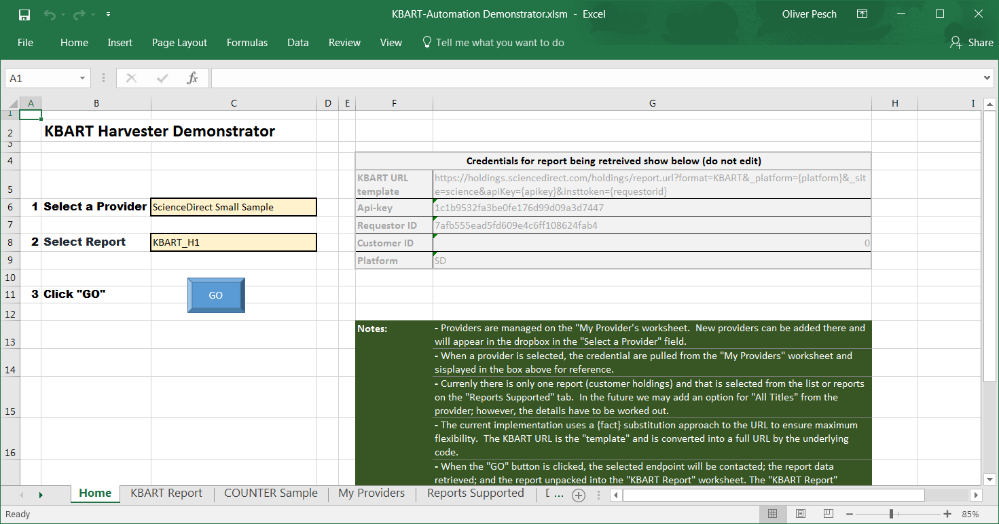 KBART-Automation Demonstrator.xlsm - Excel
Oliver Pesch
File Home Insert Page Layout Formulas Data Review View Tell me what you want to do
Share
A1
fx
A B C D E F G H I
1
2 KBART Harvester Demonstrator
3
4 Credentials for report being retreived show below (do not edit)
KBART URL https://holdings.sciencedirect.com/holdings/report.url?format=KBART&_platform={platform}&_sit
5 template e=science&apiKey={apikey}&insttoken={requestorid}
6 1 Select a Provider ScienceDirect Small Sample Api-key 1c1b9532fa3be0fe176d99d09a3d7447
7 Requestor ID 7afb555ead5fd609e4c6ff108624fab4
8 2 Select Report KBART_H1 Customer ID 0
9 Platform SD
10
11 3 Click "GO" GO
12
Notes: - Providers are managed on the "My Provider's worksheet. New providers can be added there and
13 will appear in the dropbox in the "Select a Provider" field.
- When a provider is selected, the credential are pulled from the "My Providers" worksheet and
14 sisplayed in the box above for reference.
- Currenly there is only one report (customer holdings) and that is selected from the list or reports
on the "Reports Supported" tab. In the future we may add an option for "All Titles" from the
15 provider; however, the details have to be worked out.
- The current implementation uses a {fact} substitution approach to the URL to ensure maximum
flexibility. The KBART URL is the "template" and is converted into a full URL by the underlying
16 code.
- When the "GO" button is clicked, the selected endpoint will be contacted; the report data
retrieved; and the report unpacked into the "KBART Report" worksheet. The "KBART Report"
Home KBART Report COUNTER Sample My Providers Reports Supported ...
Ready
85%